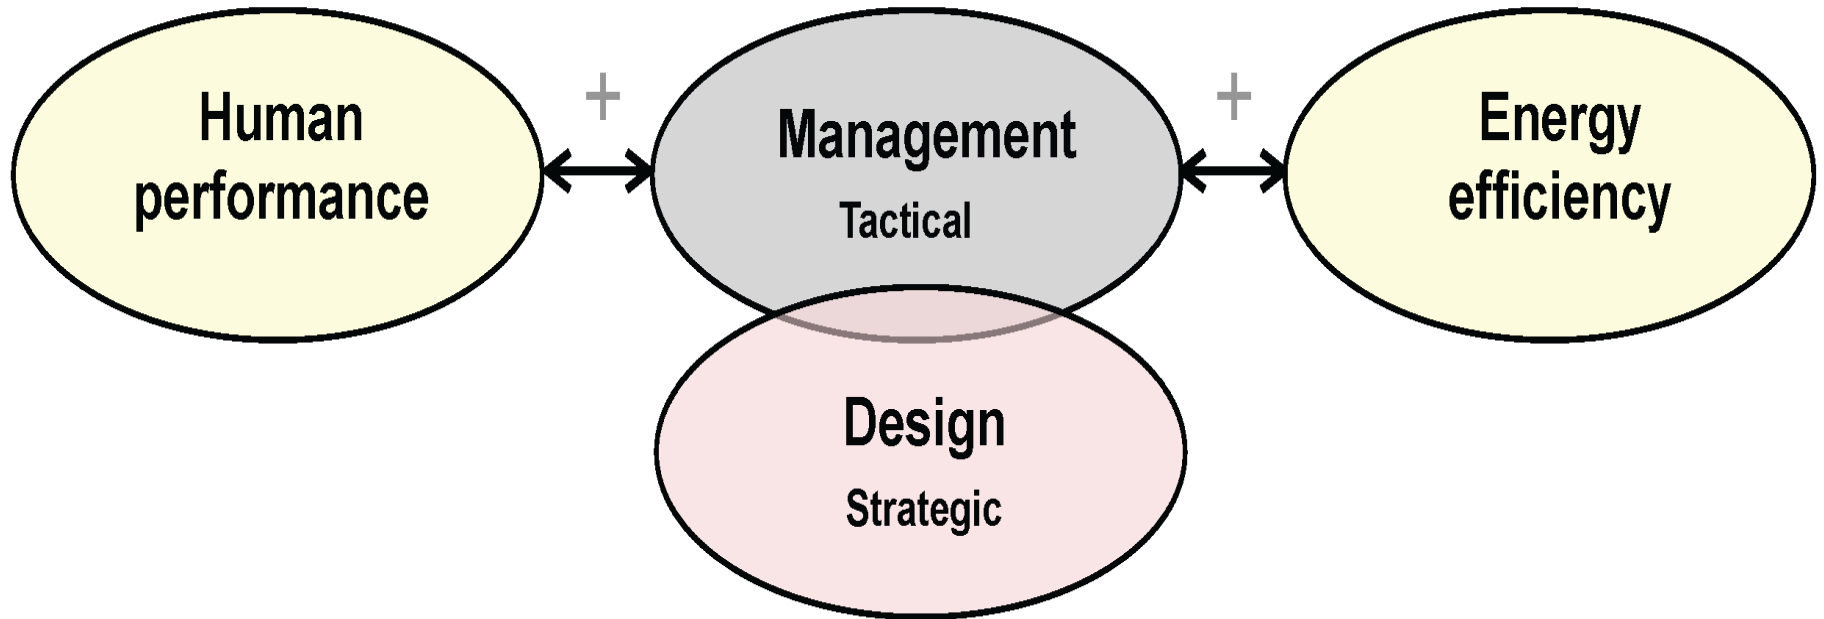 Human
performance
+
Management
Tactical
+
Energy
efficiency
Design
Strategic